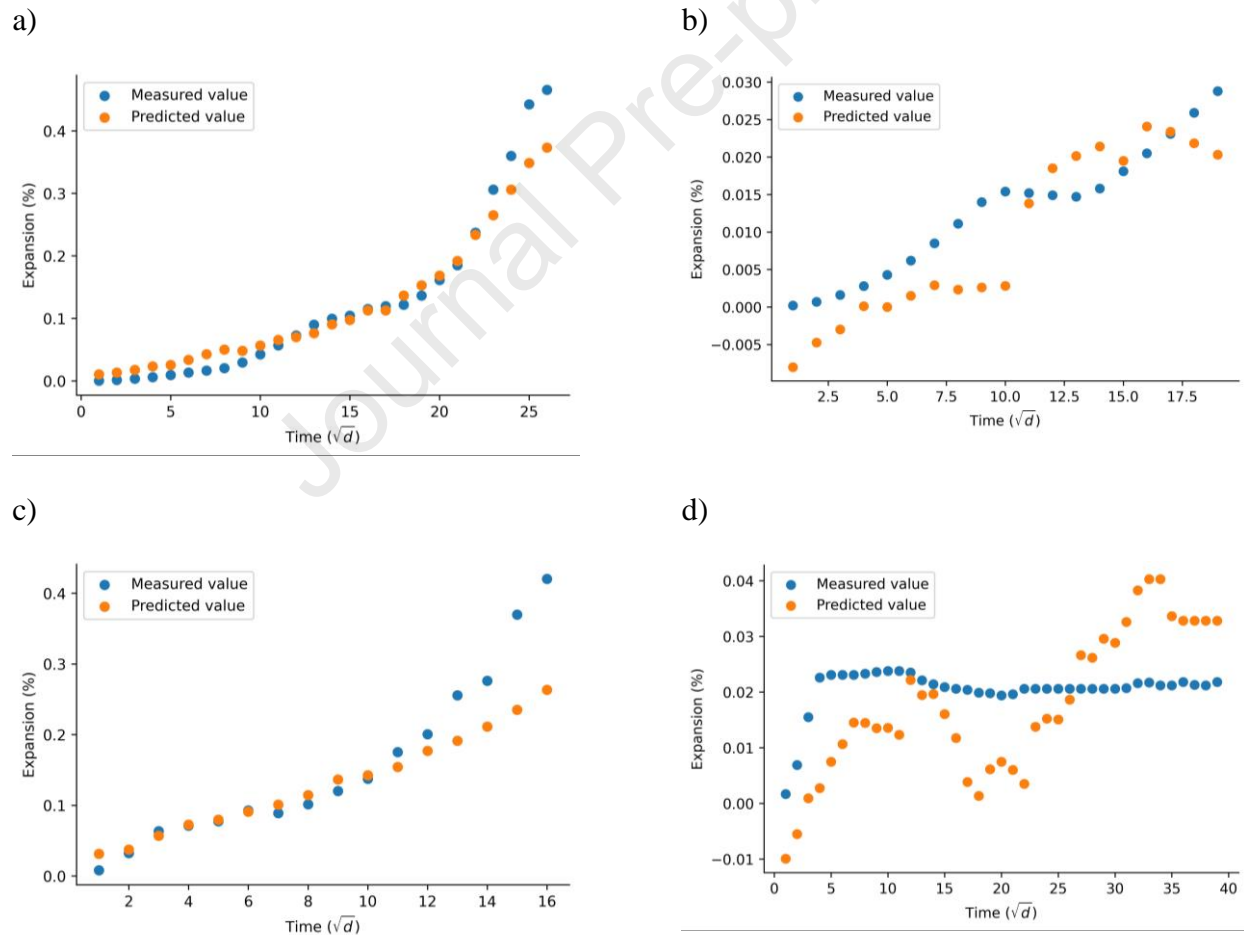 a)
Measured value
Predicted value
0.4
0.3
0.2
0.1
0.0
Expansion (%)
0 5 10 15 20 25
Time (√d)
b)
Measured value
Predicted value
0.030
0.025
0.020
0.015
0.010
0.005
0.000
−0.005
Expansion (%)
2.5 5.0 7.5 10.0 12.5 15.0 17.5
Time (√d)
c)
Measured value
Predicted value
0.4
0.3
0.2
0.1
0.0
Expansion (%)
2 4 6 8 10 12 14 16
Time (√d)
d)
Measured value
Predicted value
0.04
0.03
0.02
0.01
0.00
−0.01
Expansion (%)
0 5 10 15 20 25 30 35 40
Time (√d)
Journal Pre-p